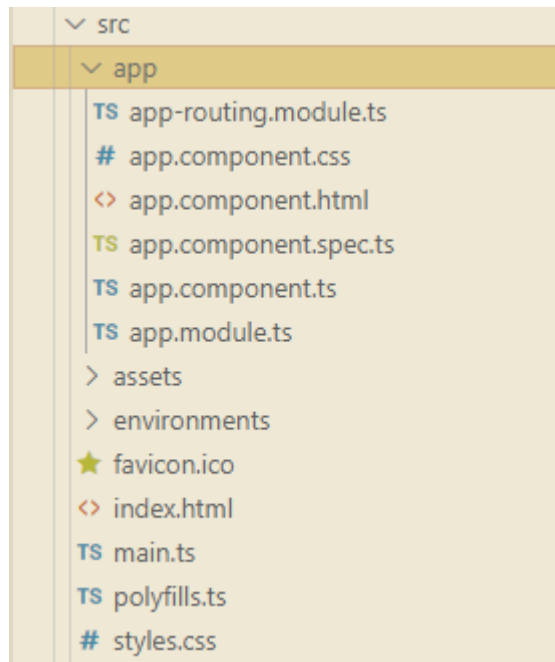 src
app
TS app-routing.module.ts
# app.component.css
<> app.component.html
TS app.component.spec.ts
TS app.component.ts
TS app.module.ts
assets
environments
favicon.ico
<> index.html
TS main.ts
TS polyfills.ts
# styles.css